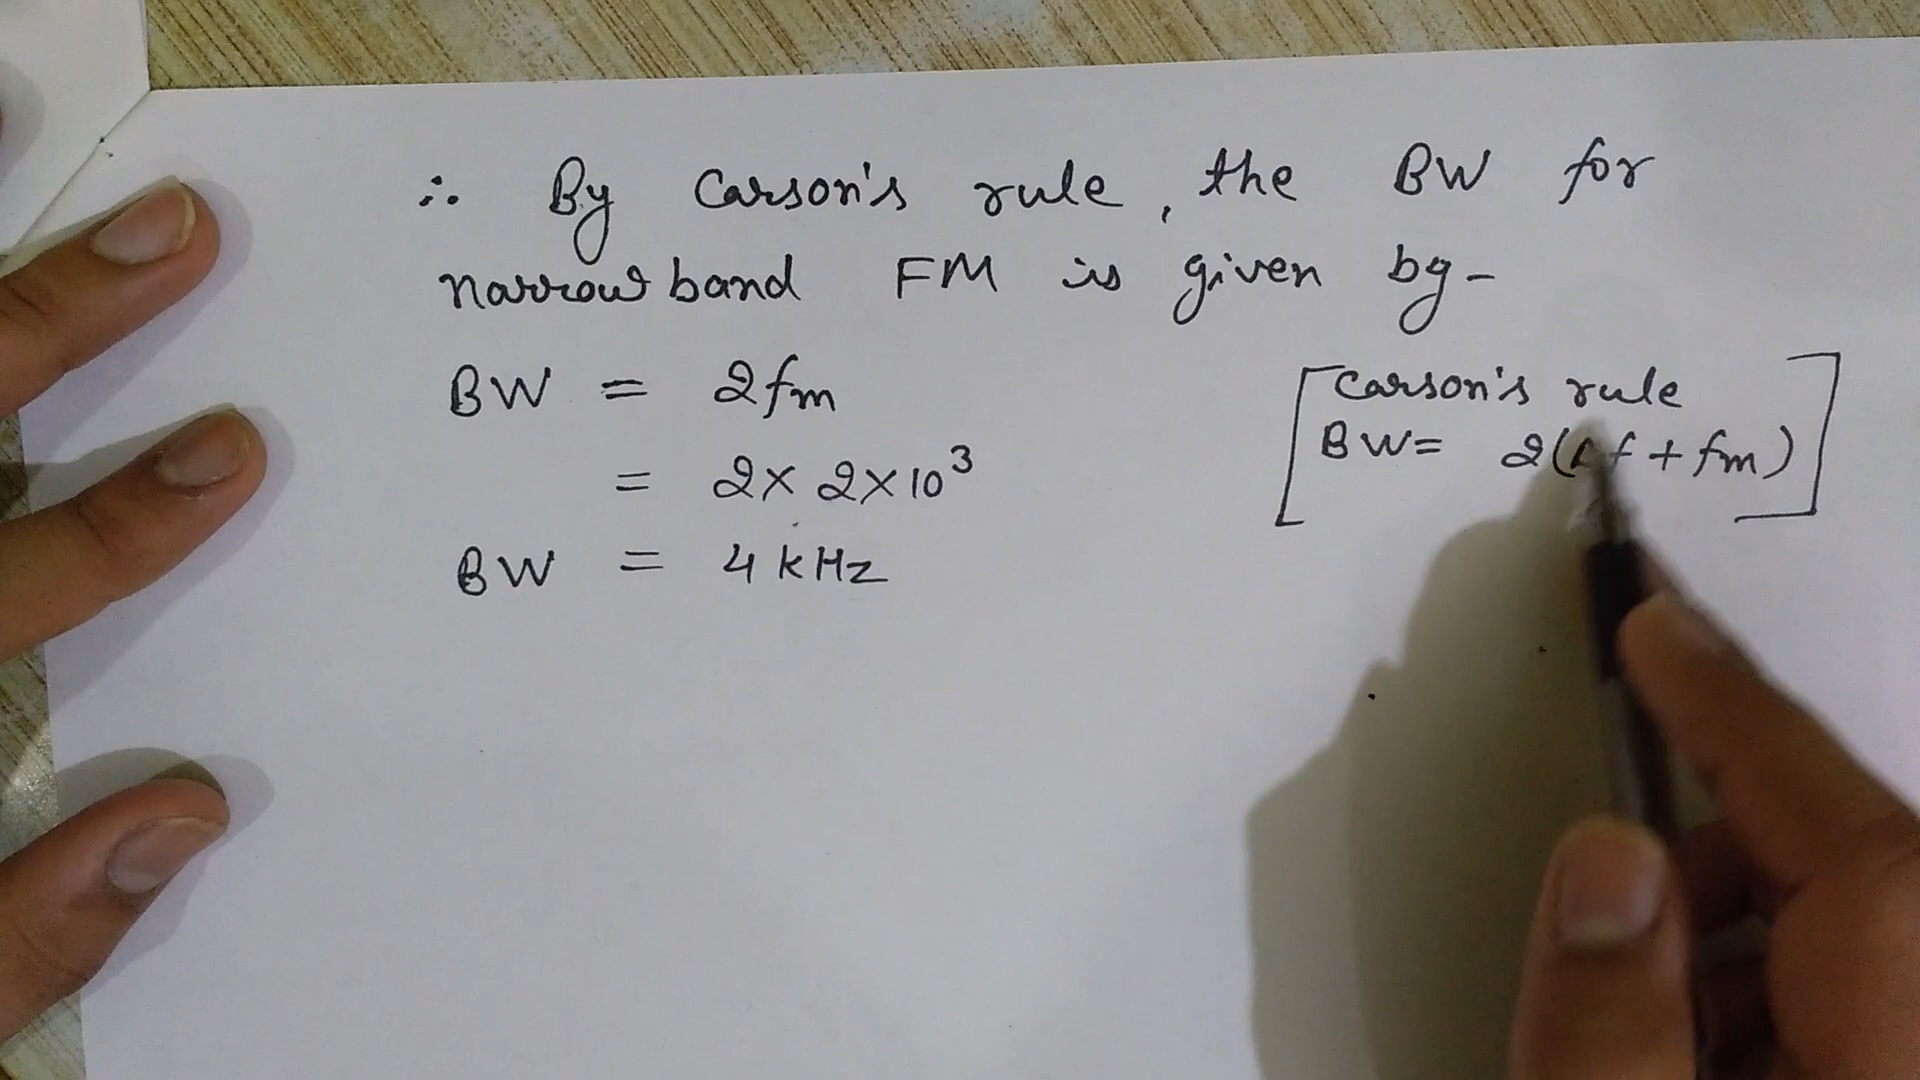 ∴ By Carson's rule, the BW for
narrow band FM is given by-
BW = 2fm
= 2× 2×10³
BW = 4 kHz
[Carson's rule
BW= 2(Δf + fm)]